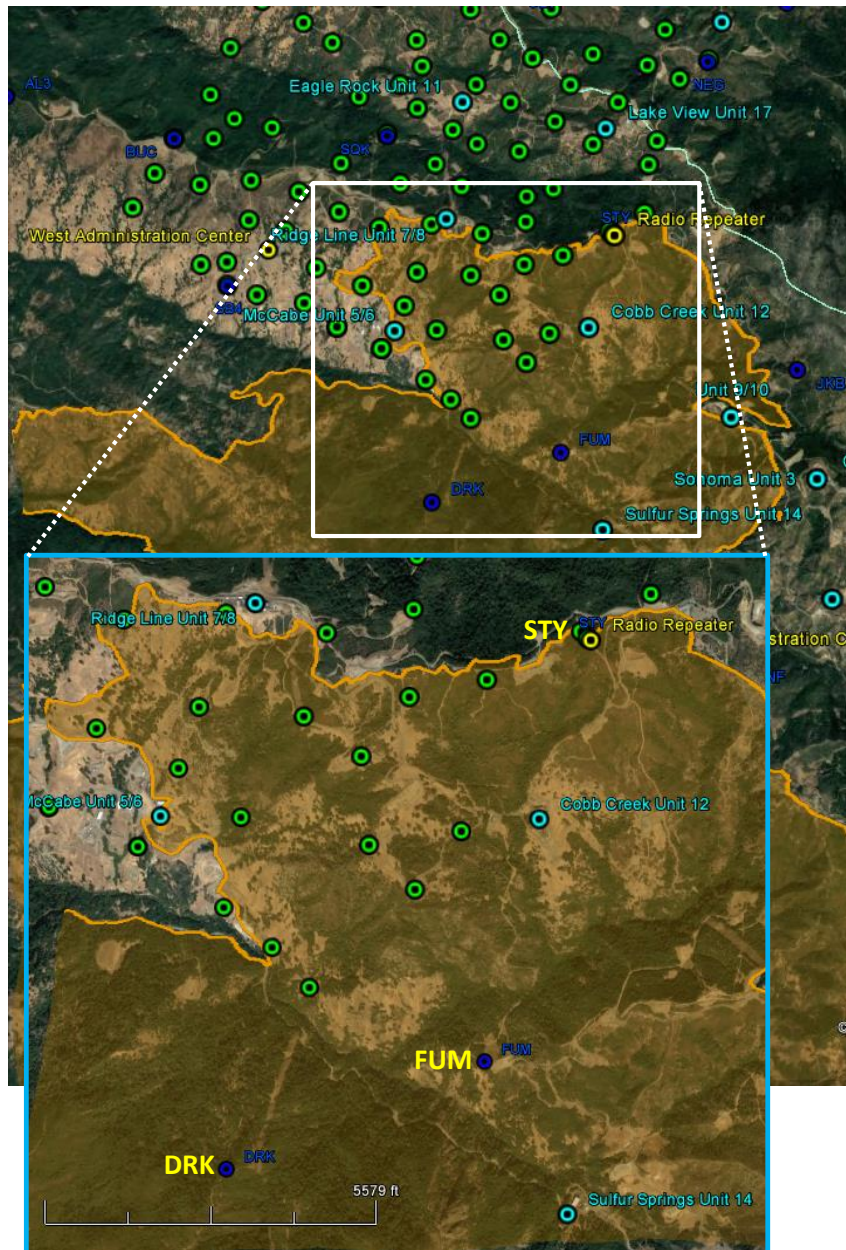 AL3
NEG
Eagle Rock Unit 11
Lake View Unit 17
BUC
SQK
STY
Radio Repeater
West Administration Center
Ridge Line Unit 7/8
SB4
McCabe Unit 5/6
Cobb Creek Unit 12
Unit 9/10
JKB
FUM
Sonoma Unit 3
DRK
Sulfur Springs Unit 14
Ridge Line Unit 7/8
STY
STY
Radio Repeater
stration C
NF
McCabe Unit 5/6
Cobb Creek Unit 12
©
FUM
FUM
DRK
DRK
5579 ft
Sulfur Springs Unit 14